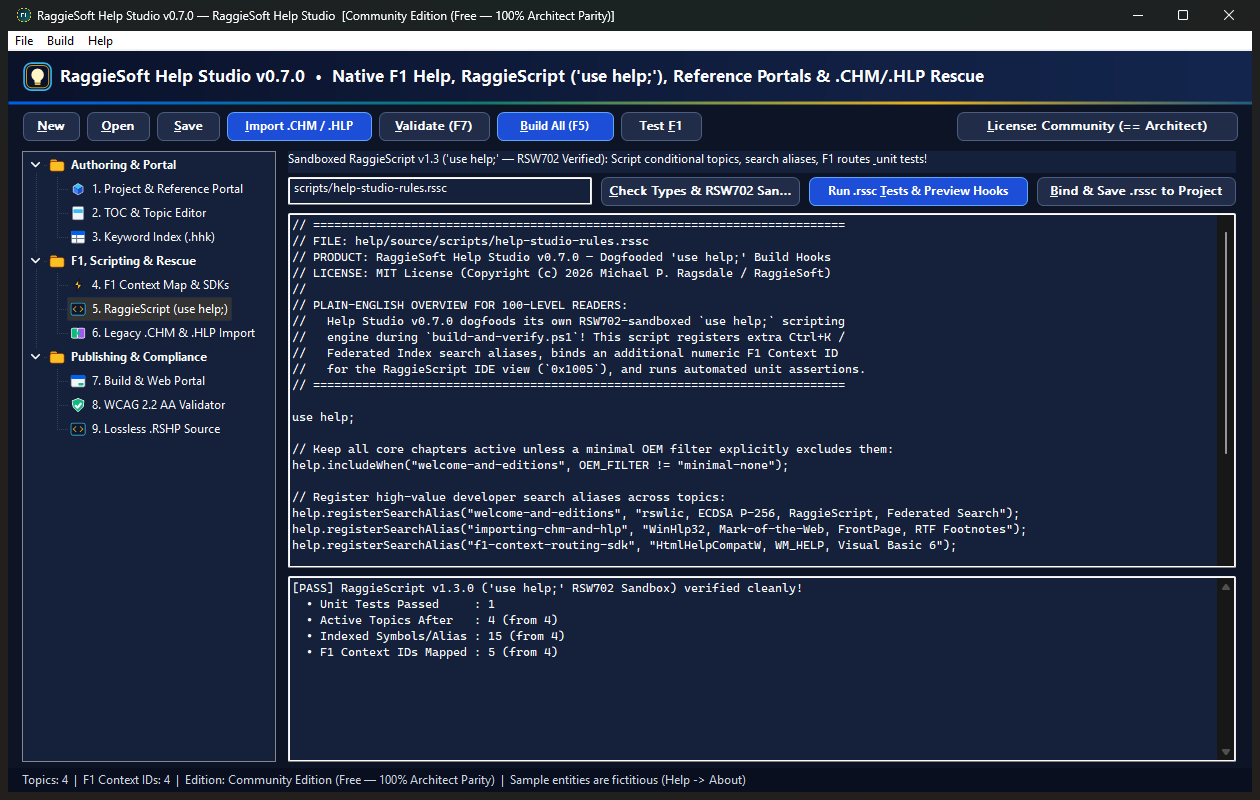 RaggieSoft Help Studio v0.7.0 — RaggieSoft Help Studio  [Community Edition (Free — 100% Architect Parity)]
File Build Help
RaggieSoft Help Studio v0.7.0 • Native F1 Help, RaggieScript ('use help;'), Reference Portals & .CHM/.HLP Rescue
New Open Save Import .CHM / .HLP Validate (F7) Build All (F5) Test F1 License: Community (== Architect)
Authoring & Portal
1. Project & Reference Portal
2. TOC & Topic Editor
3. Keyword Index (.hhk)
F1, Scripting & Rescue
4. F1 Context Map & SDKs
5. RaggieScript (use help;)
6. Legacy .CHM & .HLP Import
Publishing & Compliance
7. Build & Web Portal
8. WCAG 2.2 AA Validator
9. Lossless .RSHP Source
Sandboxed RaggieScript v1.3 ('use help;' — RSW702 Verified): Script conditional topics, search aliases, F1 routes _unit tests!
scripts/help-studio-rules.rssc
Check Types & RSW702 San... Run .rssc Tests & Preview Hooks Bind & Save .rssc to Project
// ==========================================================================
// FILE: help/source/scripts/help-studio-rules.rssc
// PRODUCT: RaggieSoft Help Studio v0.7.0 — Dogfooded 'use help;' Build Hooks
// LICENSE: MIT License (Copyright (c) 2026 Michael P. Ragsdale / RaggieSoft)
//
// PLAIN-ENGLISH OVERVIEW FOR 100-LEVEL READERS:
//   Help Studio v0.7.0 dogfoods its own RSW702-sandboxed `use help;` scripting
//   engine during `build-and-verify.ps1`! This script registers extra Ctrl+K /
//   Federated Index search aliases, binds an additional numeric F1 Context ID
//   for the RaggieScript IDE view (`0x1005`), and runs automated unit assertions.
// ==========================================================================
use help;
// Keep all core chapters active unless a minimal OEM filter explicitly excludes them:
help.includeWhen("welcome-and-editions", OEM_FILTER != "minimal-none");
// Register high-value developer search aliases across topics:
help.registerSearchAlias("welcome-and-editions", "rswlic, ECDSA P-256, RaggieScript, Federated Search");
help.registerSearchAlias("importing-chm-and-hlp", "WinHlp32, Mark-of-the-Web, FrontPage, RTF Footnotes");
help.registerSearchAlias("f1-context-routing-sdk", "HtmlHelpCompatW, WM_HELP, Visual Basic 6");
[PASS] RaggieScript v1.3.0 ('use help;' RSW702 Sandbox) verified cleanly!
• Unit Tests Passed     : 1
• Active Topics After   : 4 (from 4)
• Indexed Symbols/Alias : 15 (from 4)
• F1 Context IDs Mapped : 5 (from 4)
Topics: 4 | F1 Context IDs: 4 | Edition: Community Edition (Free — 100% Architect Parity) | Sample entities are fictitious (Help -> About)